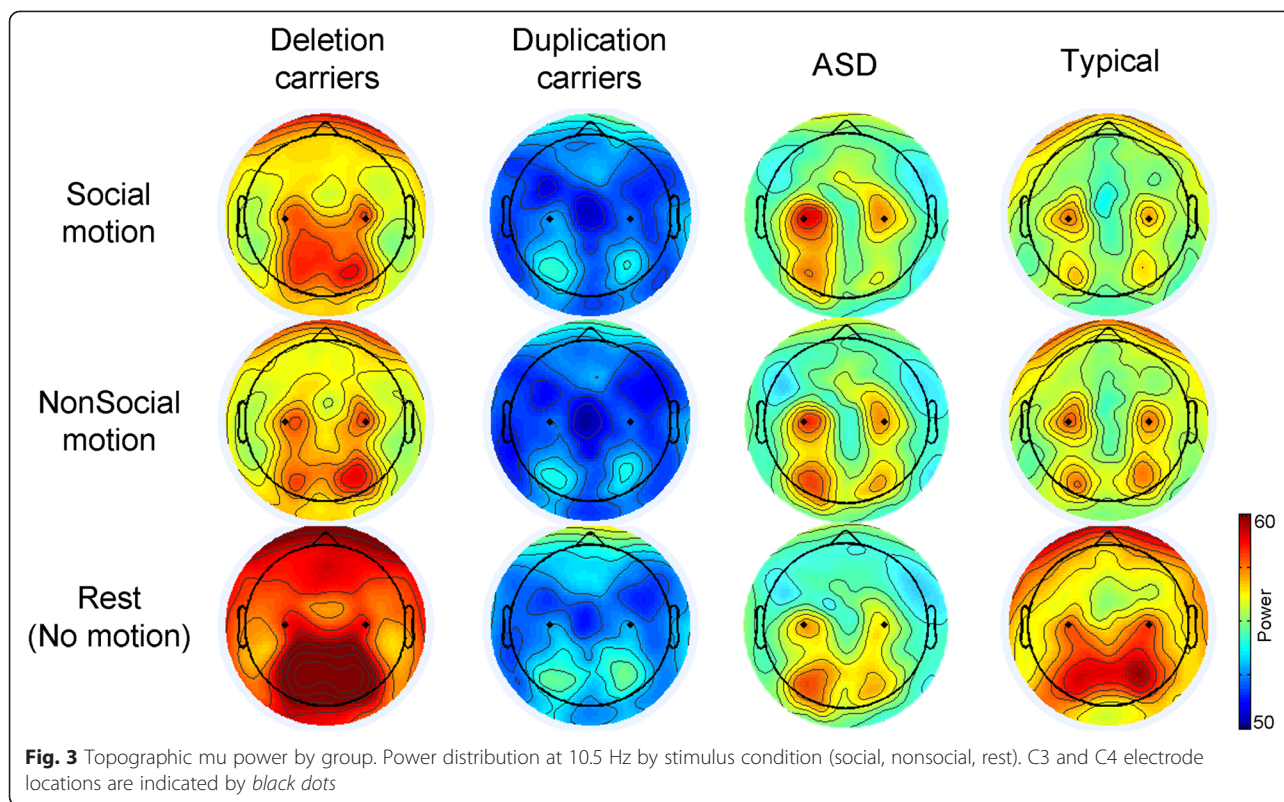 Deletion carriers
Duplication carriers
ASD
Typical
Social motion
NonSocial motion
Rest (No motion)
60
Power
50
Fig. 3 Topographic mu power by group. Power distribution at 10.5 Hz by stimulus condition (social, nonsocial, rest). C3 and C4 electrode
locations are indicated by black dots